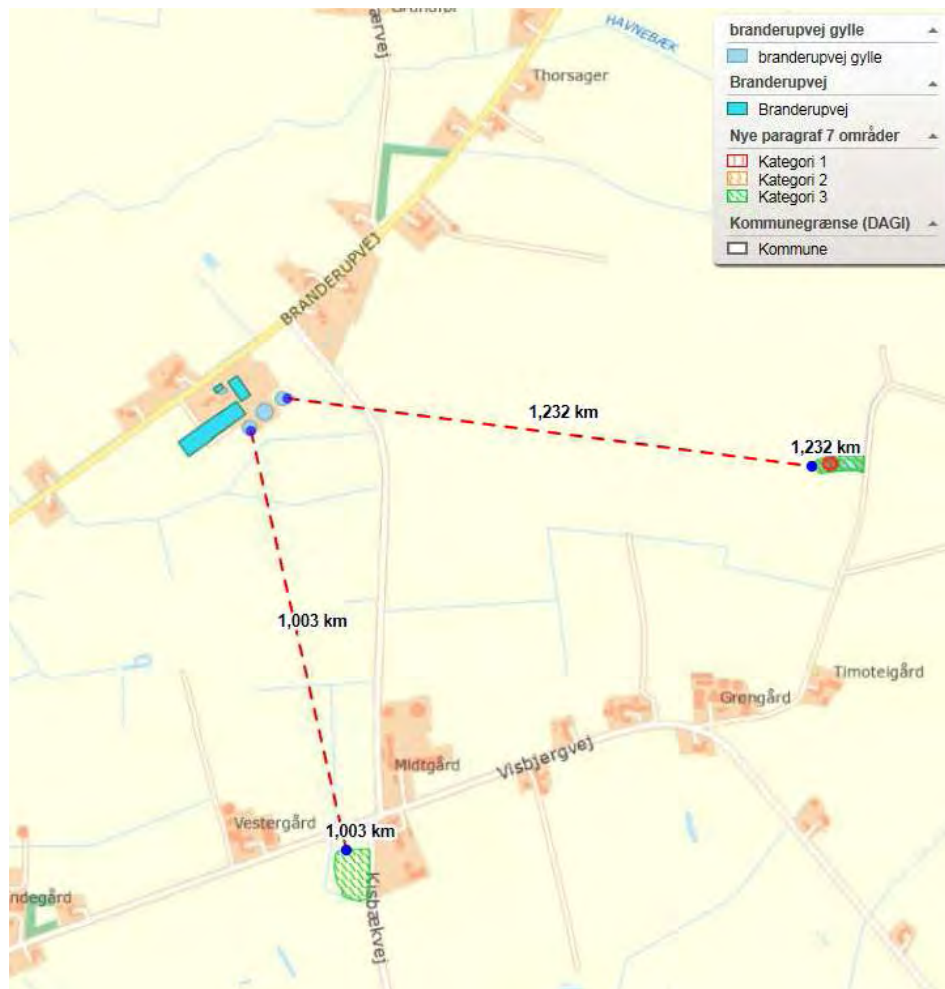 HAVNEBÆK
Thorsager
BRANDERUPVEJ
branderupvej gylle
branderupvej gylle
Branderupvej
Branderupvej
Nye paragraf 7 områder
Kategori 1
Kategori 2
Kategori 3
Kommunegrænse (DAGI)
Kommune
1,232 km
1,232 km
1,003 km
Timoteigård
Grøngård
Visbjergvej
Midtgård
Vestergård
1,003 km
Kisbækvej
ndegård